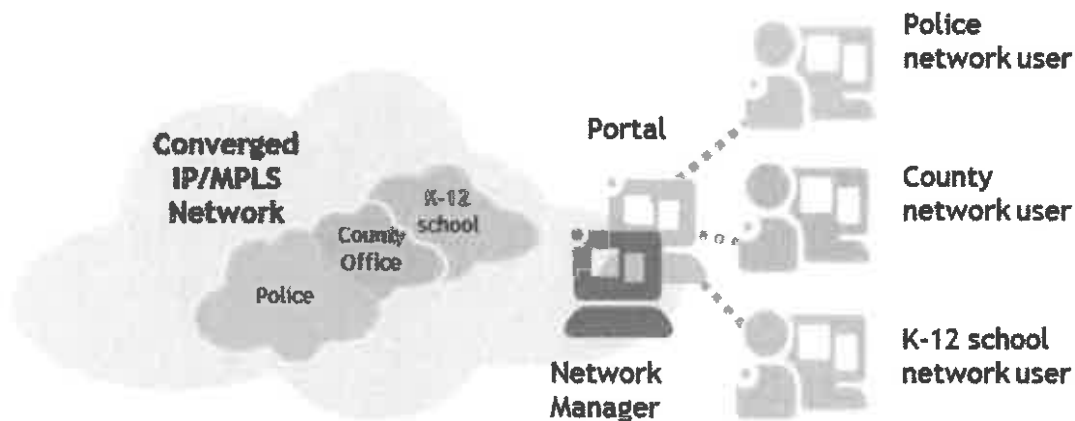 Police
network user
Portal
Converged
IP/MPLS
Network
K-12
school
County
Office
Police
County
network user
Network
Manager
K-12 school
network user